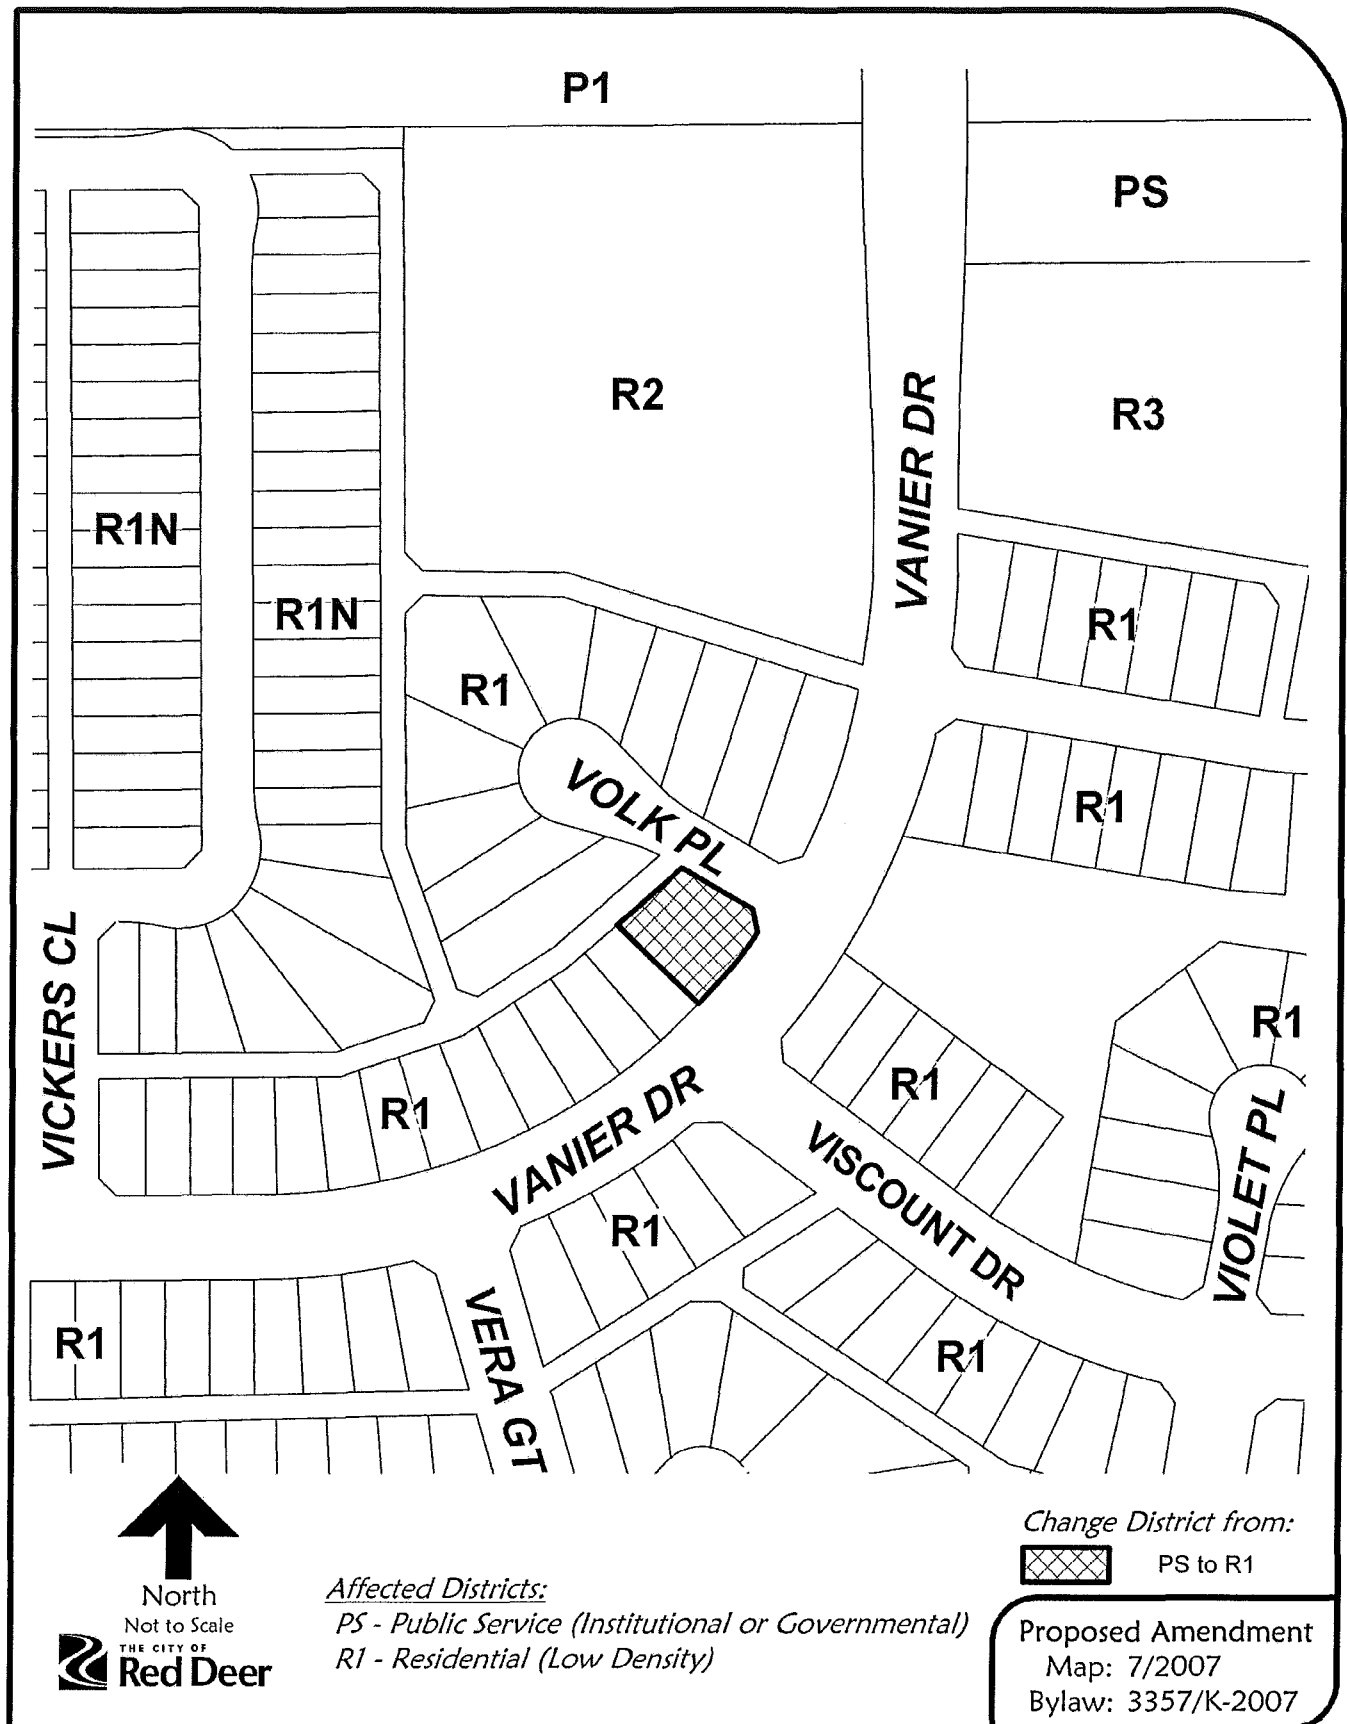 P1
PS
R2
R3
VANIER DR
R1N
R1N
R1
R1
R1
VOLK PL
VICKERS CL
R1
R1
R1
VANIER DR
VISCOUNT DR
VIOLET PL
R1
R1
R1
VERA GT
North
Not to Scale
THE CITY OF
Red Deer
Affected Districts:
PS - Public Service (Institutional or Governmental)
R1 - Residential (Low Density)
Change District from:
PS to R1
Proposed Amendment
Map: 7/2007
Bylaw: 3357/K-2007